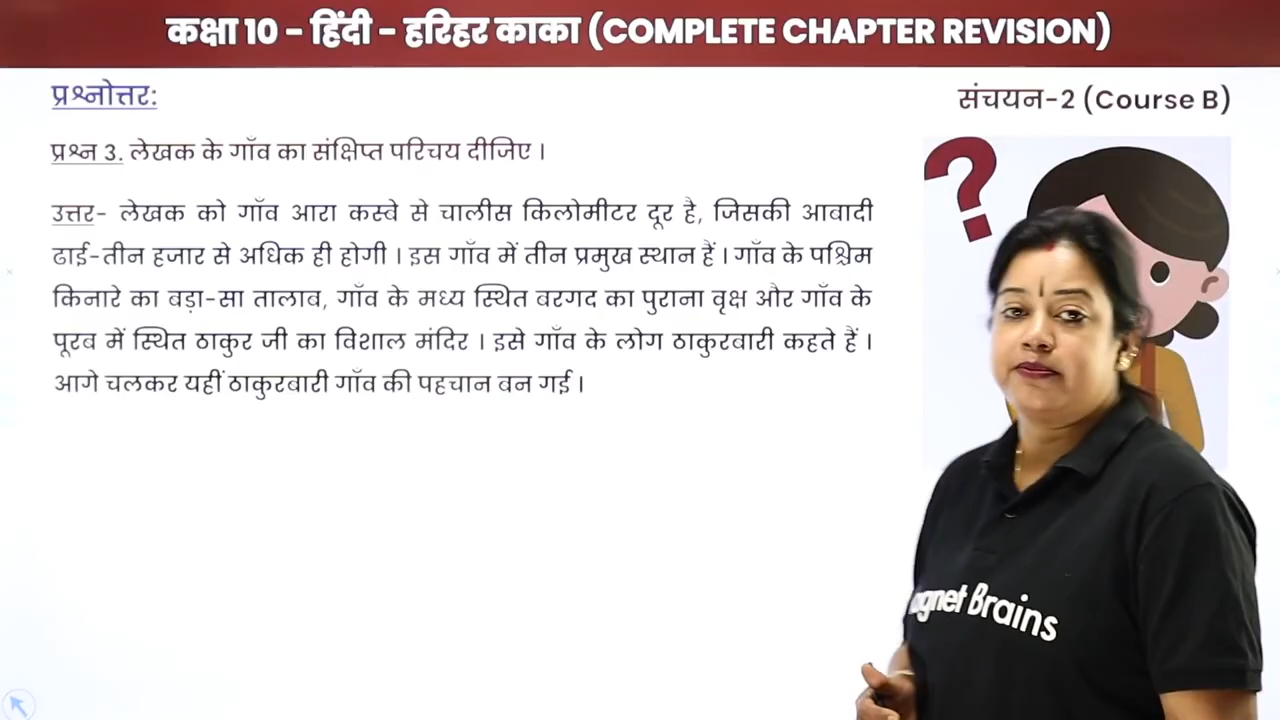 कक्षा 10 - हिंदी - हरिहर काका (COMPLETE CHAPTER REVISION)
प्रश्नोत्तर:
संचयन-2 (Course B)
प्रश्न 3. लेखक के गाँव का संक्षिप्त परिचय दीजिए ।
उत्तर- लेखक को गाँव आरा कस्बे से चालीस किलोमीटर दूर है, जिसकी आबादी
ढाई-तीन हजार से अधिक ही होगी । इस गाँव में तीन प्रमुख स्थान हैं । गाँव के पश्चिम
किनारे का बड़ा-सा तालाब, गाँव के मध्य स्थित बरगद का पुराना वृक्ष और गाँव के
पूरब में स्थित ठाकुर जी का विशाल मंदिर । इसे गाँव के लोग ठाकुरबारी कहते हैं ।
आगे चलकर यहीं ठाकुरबारी गाँव की पहचान बन गई ।
?
agnet Brains